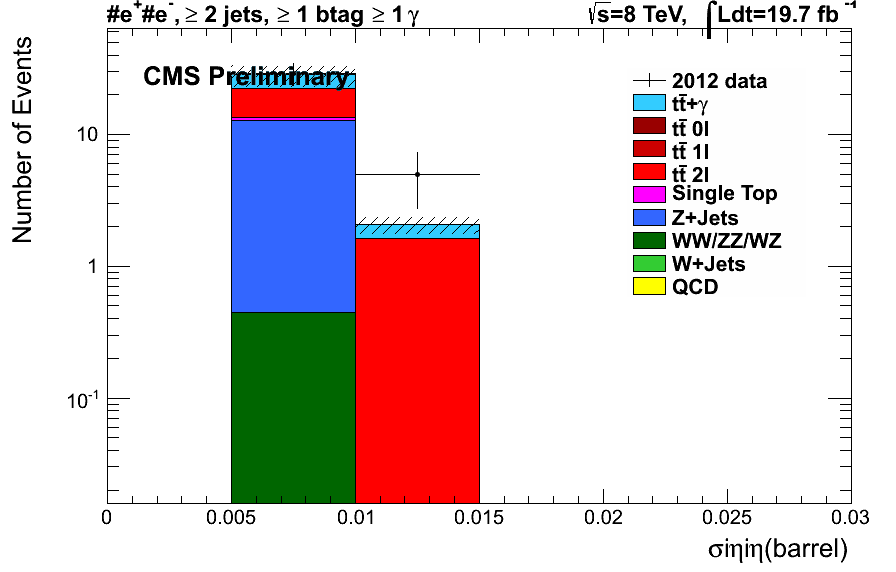 #e⁺#e⁻, ≥ 2 jets, ≥ 1 btag ≥ 1 γ
√s=8 TeV, ∫Ldt=19.7 fb⁻¹
CMS Preliminary
2012 data
tt̄+γ
tt̄ 0l
tt̄ 1l
tt̄ 2l
Single Top
Z+Jets
WW/ZZ/WZ
W+Jets
QCD
Number of Events
10
1
10⁻¹
0 0.005 0.01 0.015 0.02 0.025 0.03
σiηiη(barrel)